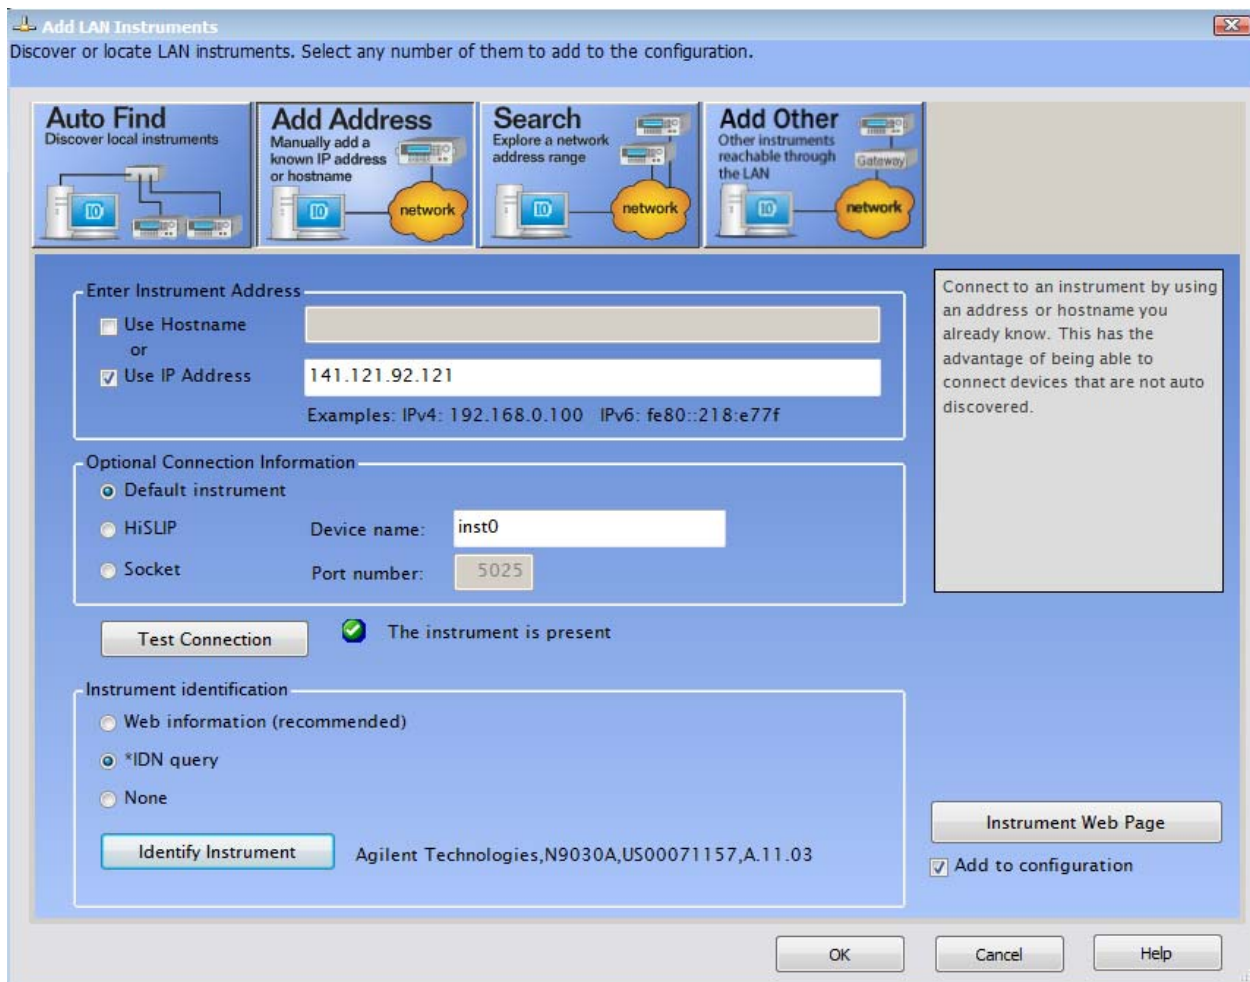 Add LAN Instruments
Discover or locate LAN instruments. Select any number of them to add to the configuration.
Auto Find
Discover local instruments
IO
Add Address
Manually add a
known IP address
or hostname
IO
network
Search
Explore a network
address range
IO
network
Add Other
Other instruments
reachable through
the LAN
Gateway
IO
network
Enter Instrument Address
Use Hostname
or
Use IP Address
141.121.92.121
Examples: IPv4: 192.168.0.100 IPv6: fe80::218:e77f
Optional Connection Information
Default instrument
HiSLIP
Device name:
inst0
Socket
Port number:
5025
Test Connection
The instrument is present
Instrument identification
Web information (recommended)
*IDN query
None
Identify Instrument
Agilent Technologies,N9030A,US00071157,A.11.03
Connect to an instrument by using
an address or hostname you
already know. This has the
advantage of being able to
connect devices that are not auto
discovered.
Instrument Web Page
Add to configuration
OK
Cancel
Help